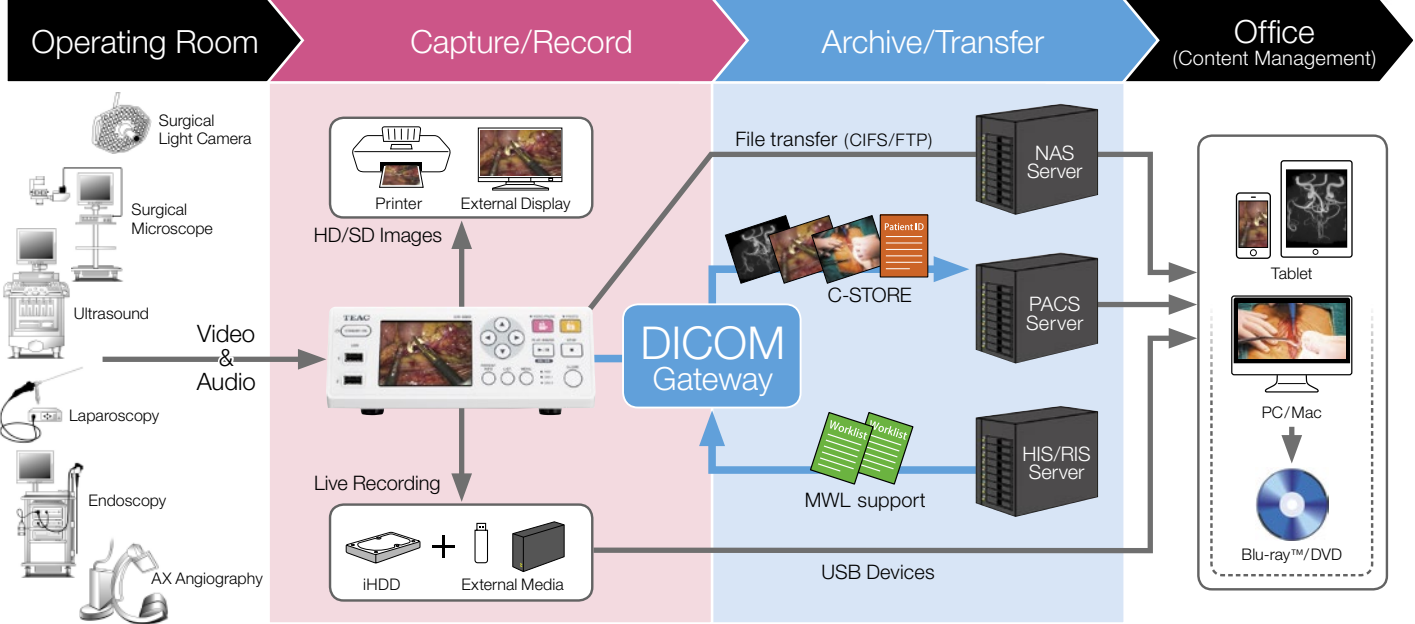 Operating Room
Capture/Record
Archive/Transfer
Office
(Content Management)
Surgical
Light Camera
Surgical
Microscope
Ultrasound
Laparoscopy
Endoscopy
AX Angiography
Video
&
Audio
Printer
External Display
HD/SD Images
TEAC
Live Recording
iHDD
+
External Media
File transfer (CIFS/FTP)
NAS
Server
Patient ID
C-STORE
PACS
Server
DICOM
Gateway
Worklist
Worklist
MWL support
HIS/RIS
Server
USB Devices
Tablet
PC/Mac
Blu-ray™/DVD